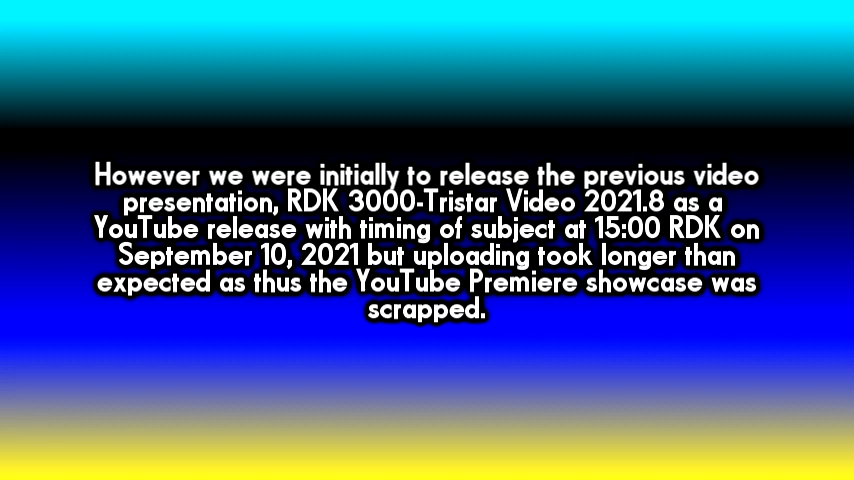 However we were initially to release the previous video
presentation, RDK 3000-Tristar Video 2021.8 as a
YouTube release with timing of subject at 15:00 RDK on
September 10, 2021 but uploading took longer than
expected as thus the YouTube Premiere showcase was
scrapped.